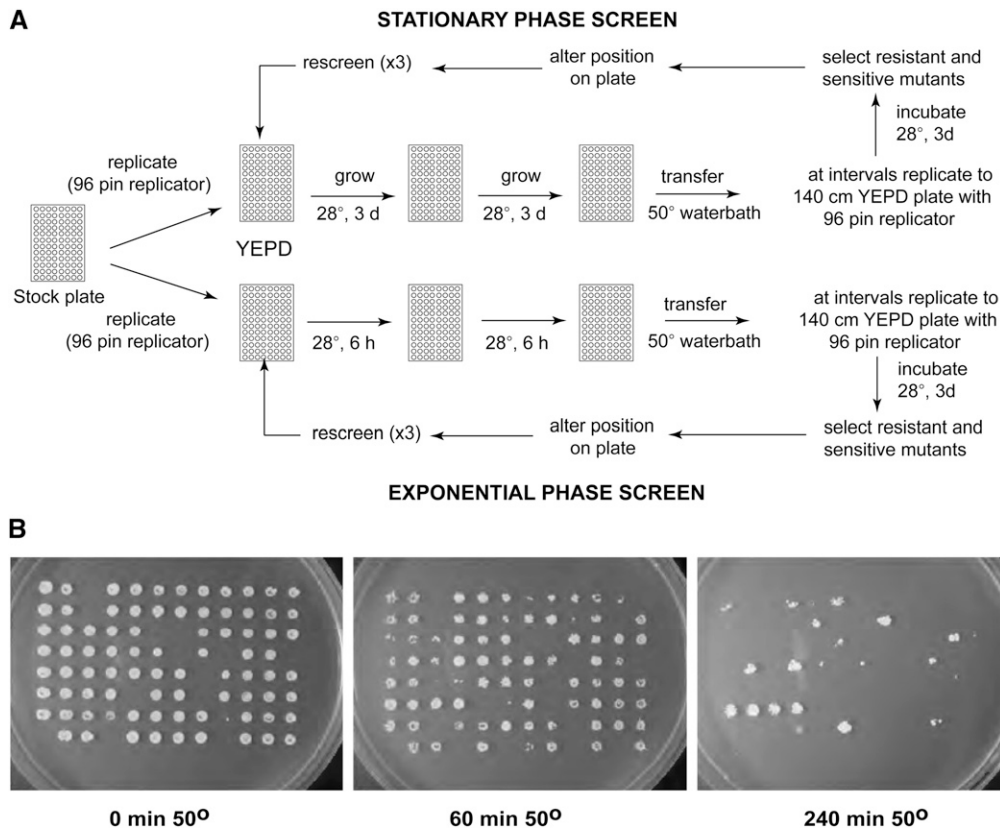 A
STATIONARY PHASE SCREEN
rescreen (x3)
alter position
on plate
select resistant and
sensitive mutants
incubate
28°, 3d
replicate
(96 pin replicator)
grow
28°, 3 d
grow
28°, 3 d
transfer
50° waterbath
at intervals replicate to
140 cm YEPD plate with
96 pin replicator
YEPD
Stock plate
replicate
(96 pin replicator)
28°, 6 h
28°, 6 h
transfer
50° waterbath
at intervals replicate to
140 cm YEPD plate with
96 pin replicator
incubate
28°, 3d
rescreen (x3)
alter position
on plate
select resistant and
sensitive mutants
EXPONENTIAL PHASE SCREEN
B
0 min 50º
60 min 50º
240 min 50º